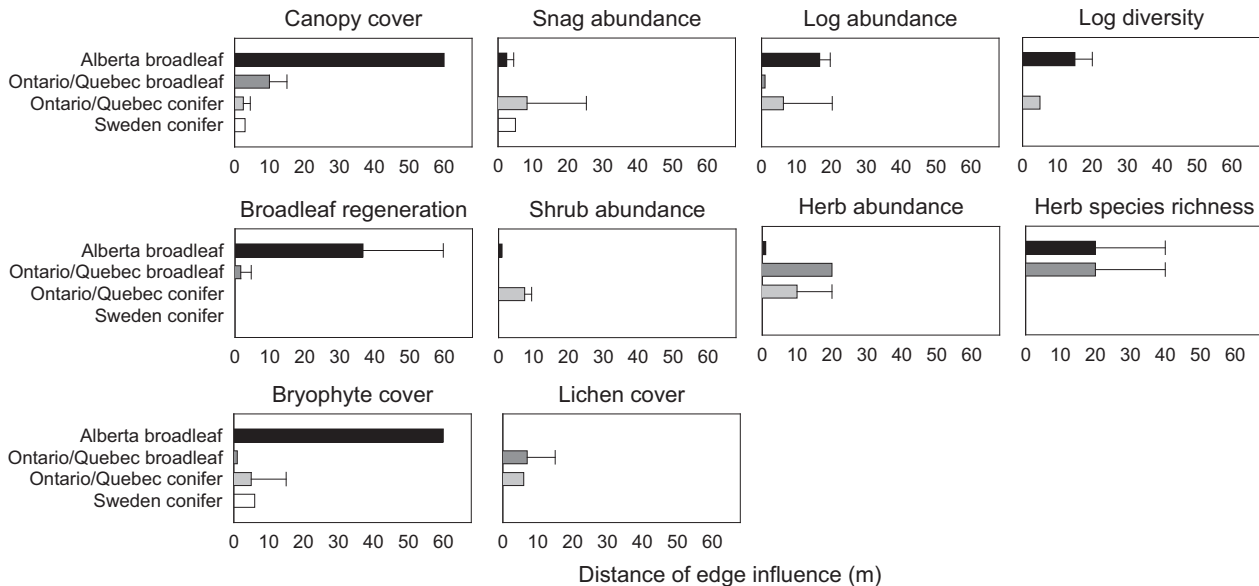 Canopy cover
Snag abundance
Log abundance
Log diversity
Alberta broadleaf
Ontario/Quebec broadleaf
Ontario/Quebec conifer
Sweden conifer
0 10 20 30 40 50 60
0 10 20 30 40 50 60
0 10 20 30 40 50 60
0 10 20 30 40 50 60
Broadleaf regeneration
Shrub abundance
Herb abundance
Herb species richness
Alberta broadleaf
Ontario/Quebec broadleaf
Ontario/Quebec conifer
Sweden conifer
0 10 20 30 40 50 60
0 10 20 30 40 50 60
0 10 20 30 40 50 60
0 10 20 30 40 50 60
Bryophyte cover
Lichen cover
Alberta broadleaf
Ontario/Quebec broadleaf
Ontario/Quebec conifer
Sweden conifer
0 10 20 30 40 50 60
0 10 20 30 40 50 60
Distance of edge influence (m)